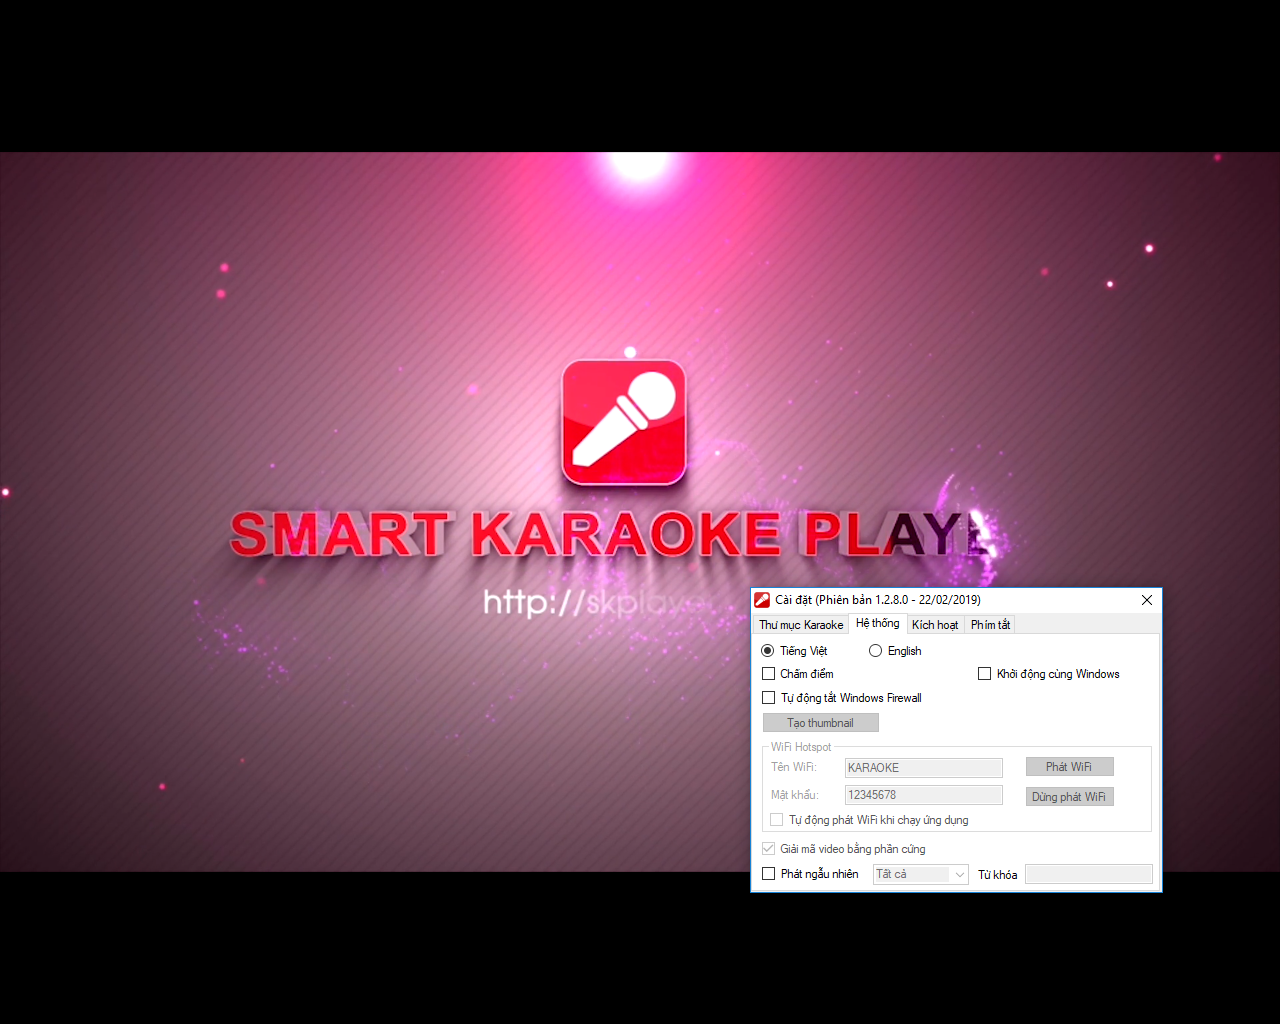 SMART KARAOKE PLAY
http://skplaye
Cài đặt (Phiên bản 1.2.8.0 - 22/02/2019)
Thư mục Karaoke Hệ thống Kích hoạt Phím tắt
Tiếng Việt English
Chấm điểm Khởi động cùng Windows
Tự động tắt Windows Firewall
Tạo thumbnail
WiFi Hotspot
Tên WiFi: KARAOKE Phát WiFi
Mật khẩu: 12345678 Dừng phát WiFi
Tự động phát WiFi khi chạy ứng dụng
Giải mã video bằng phần cứng
Phát ngẫu nhiên Tất cả Từ khóa